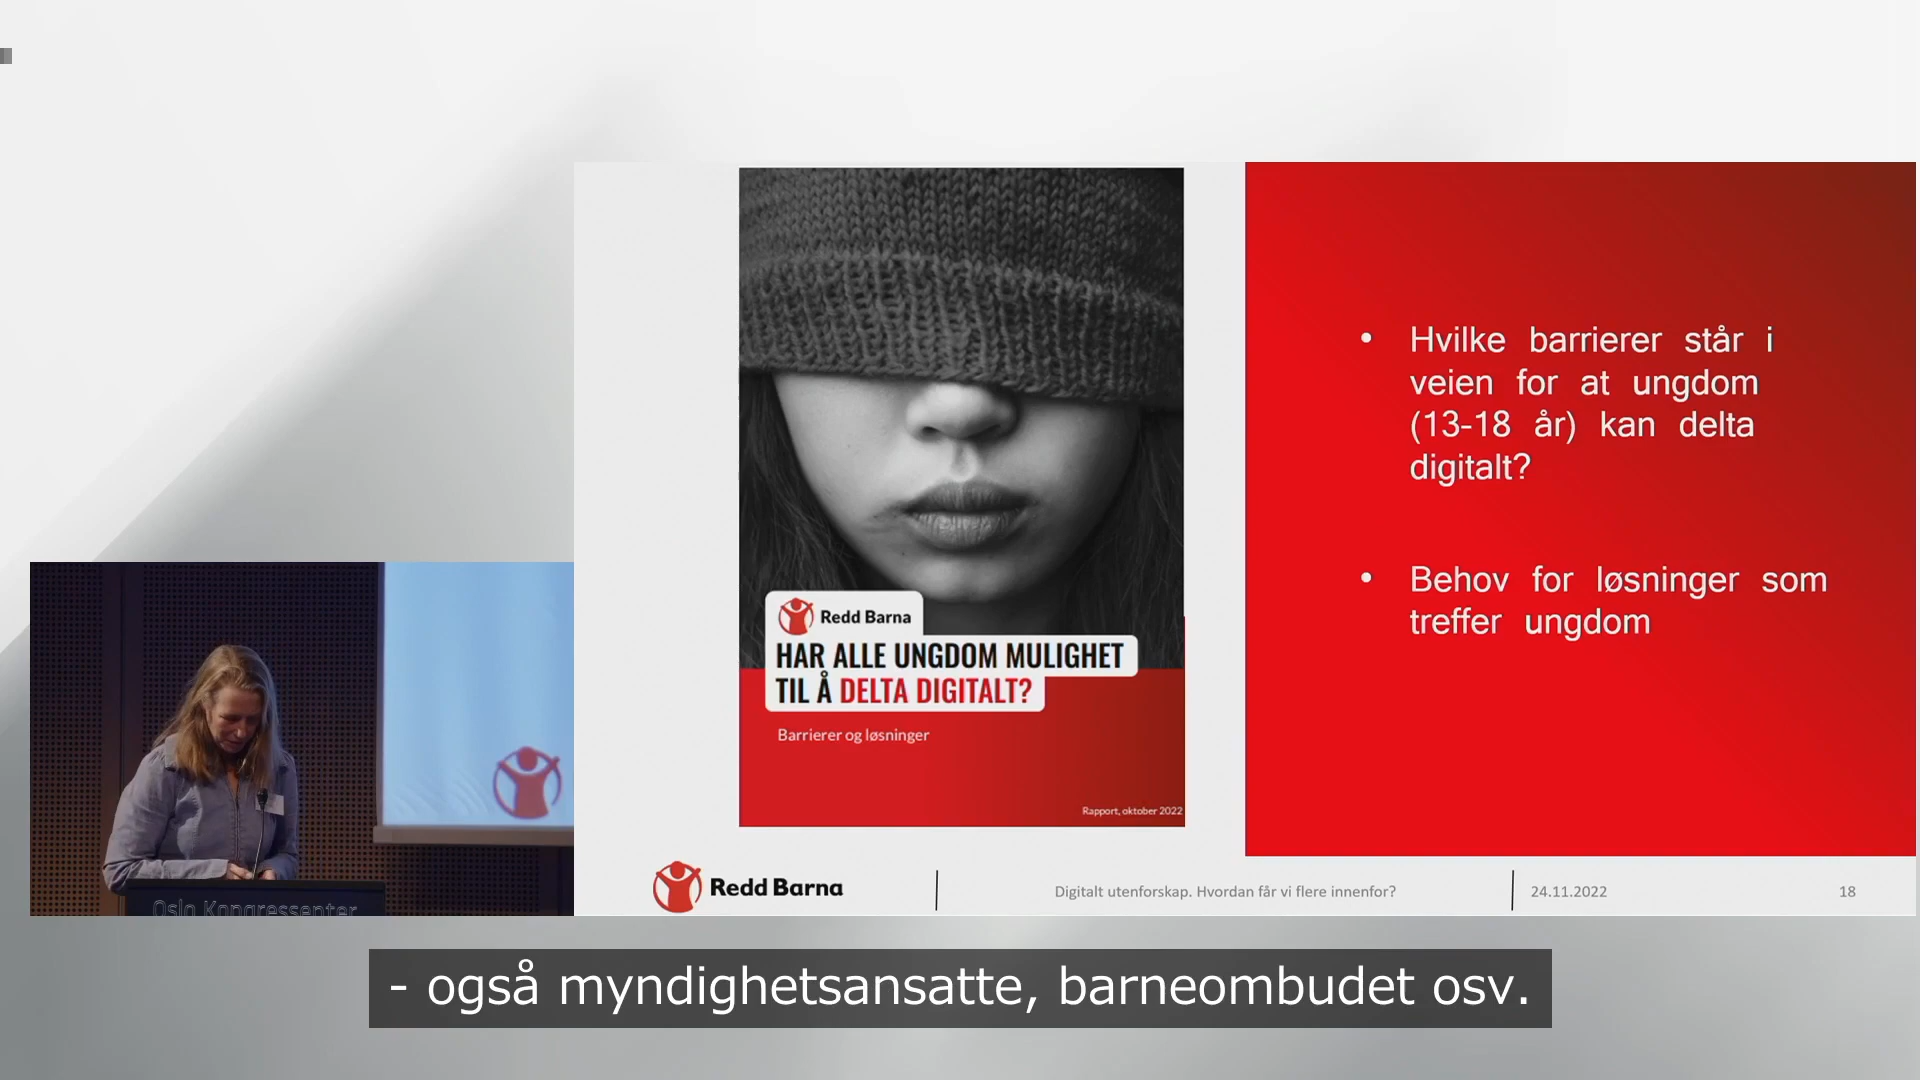 Redd Barna
HAR ALLE UNGDOM MULIGHET
TIL Å DELTA DIGITALT?
Barrierer og løsninger
Rapport, oktober 2022
• Hvilke barrierer står i
veien for at ungdom
(13-18 år) kan delta
digitalt?
• Behov for løsninger som
treffer ungdom
Oslo Kongressenter
Redd Barna
Digitalt utenforskap. Hvordan får vi flere innenfor?
24.11.2022
18
- også myndighetsansatte, barneombudet osv.